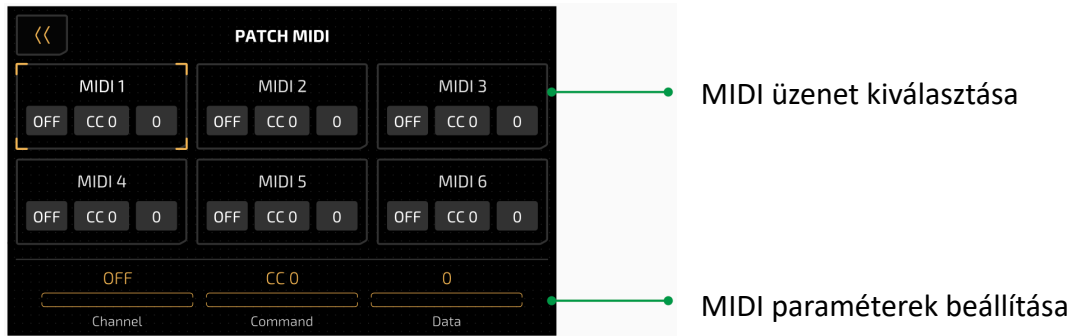 PATCH MIDI
MIDI 1 MIDI 2 MIDI 3
OFF CC 0 0 OFF CC 0 0 OFF CC 0 0
MIDI üzenet kiválasztása
MIDI 4 MIDI 5 MIDI 6
OFF CC 0 0 OFF CC 0 0 OFF CC 0 0
OFF CC 0 0
Channel Command Data
MIDI paraméterek beállítása